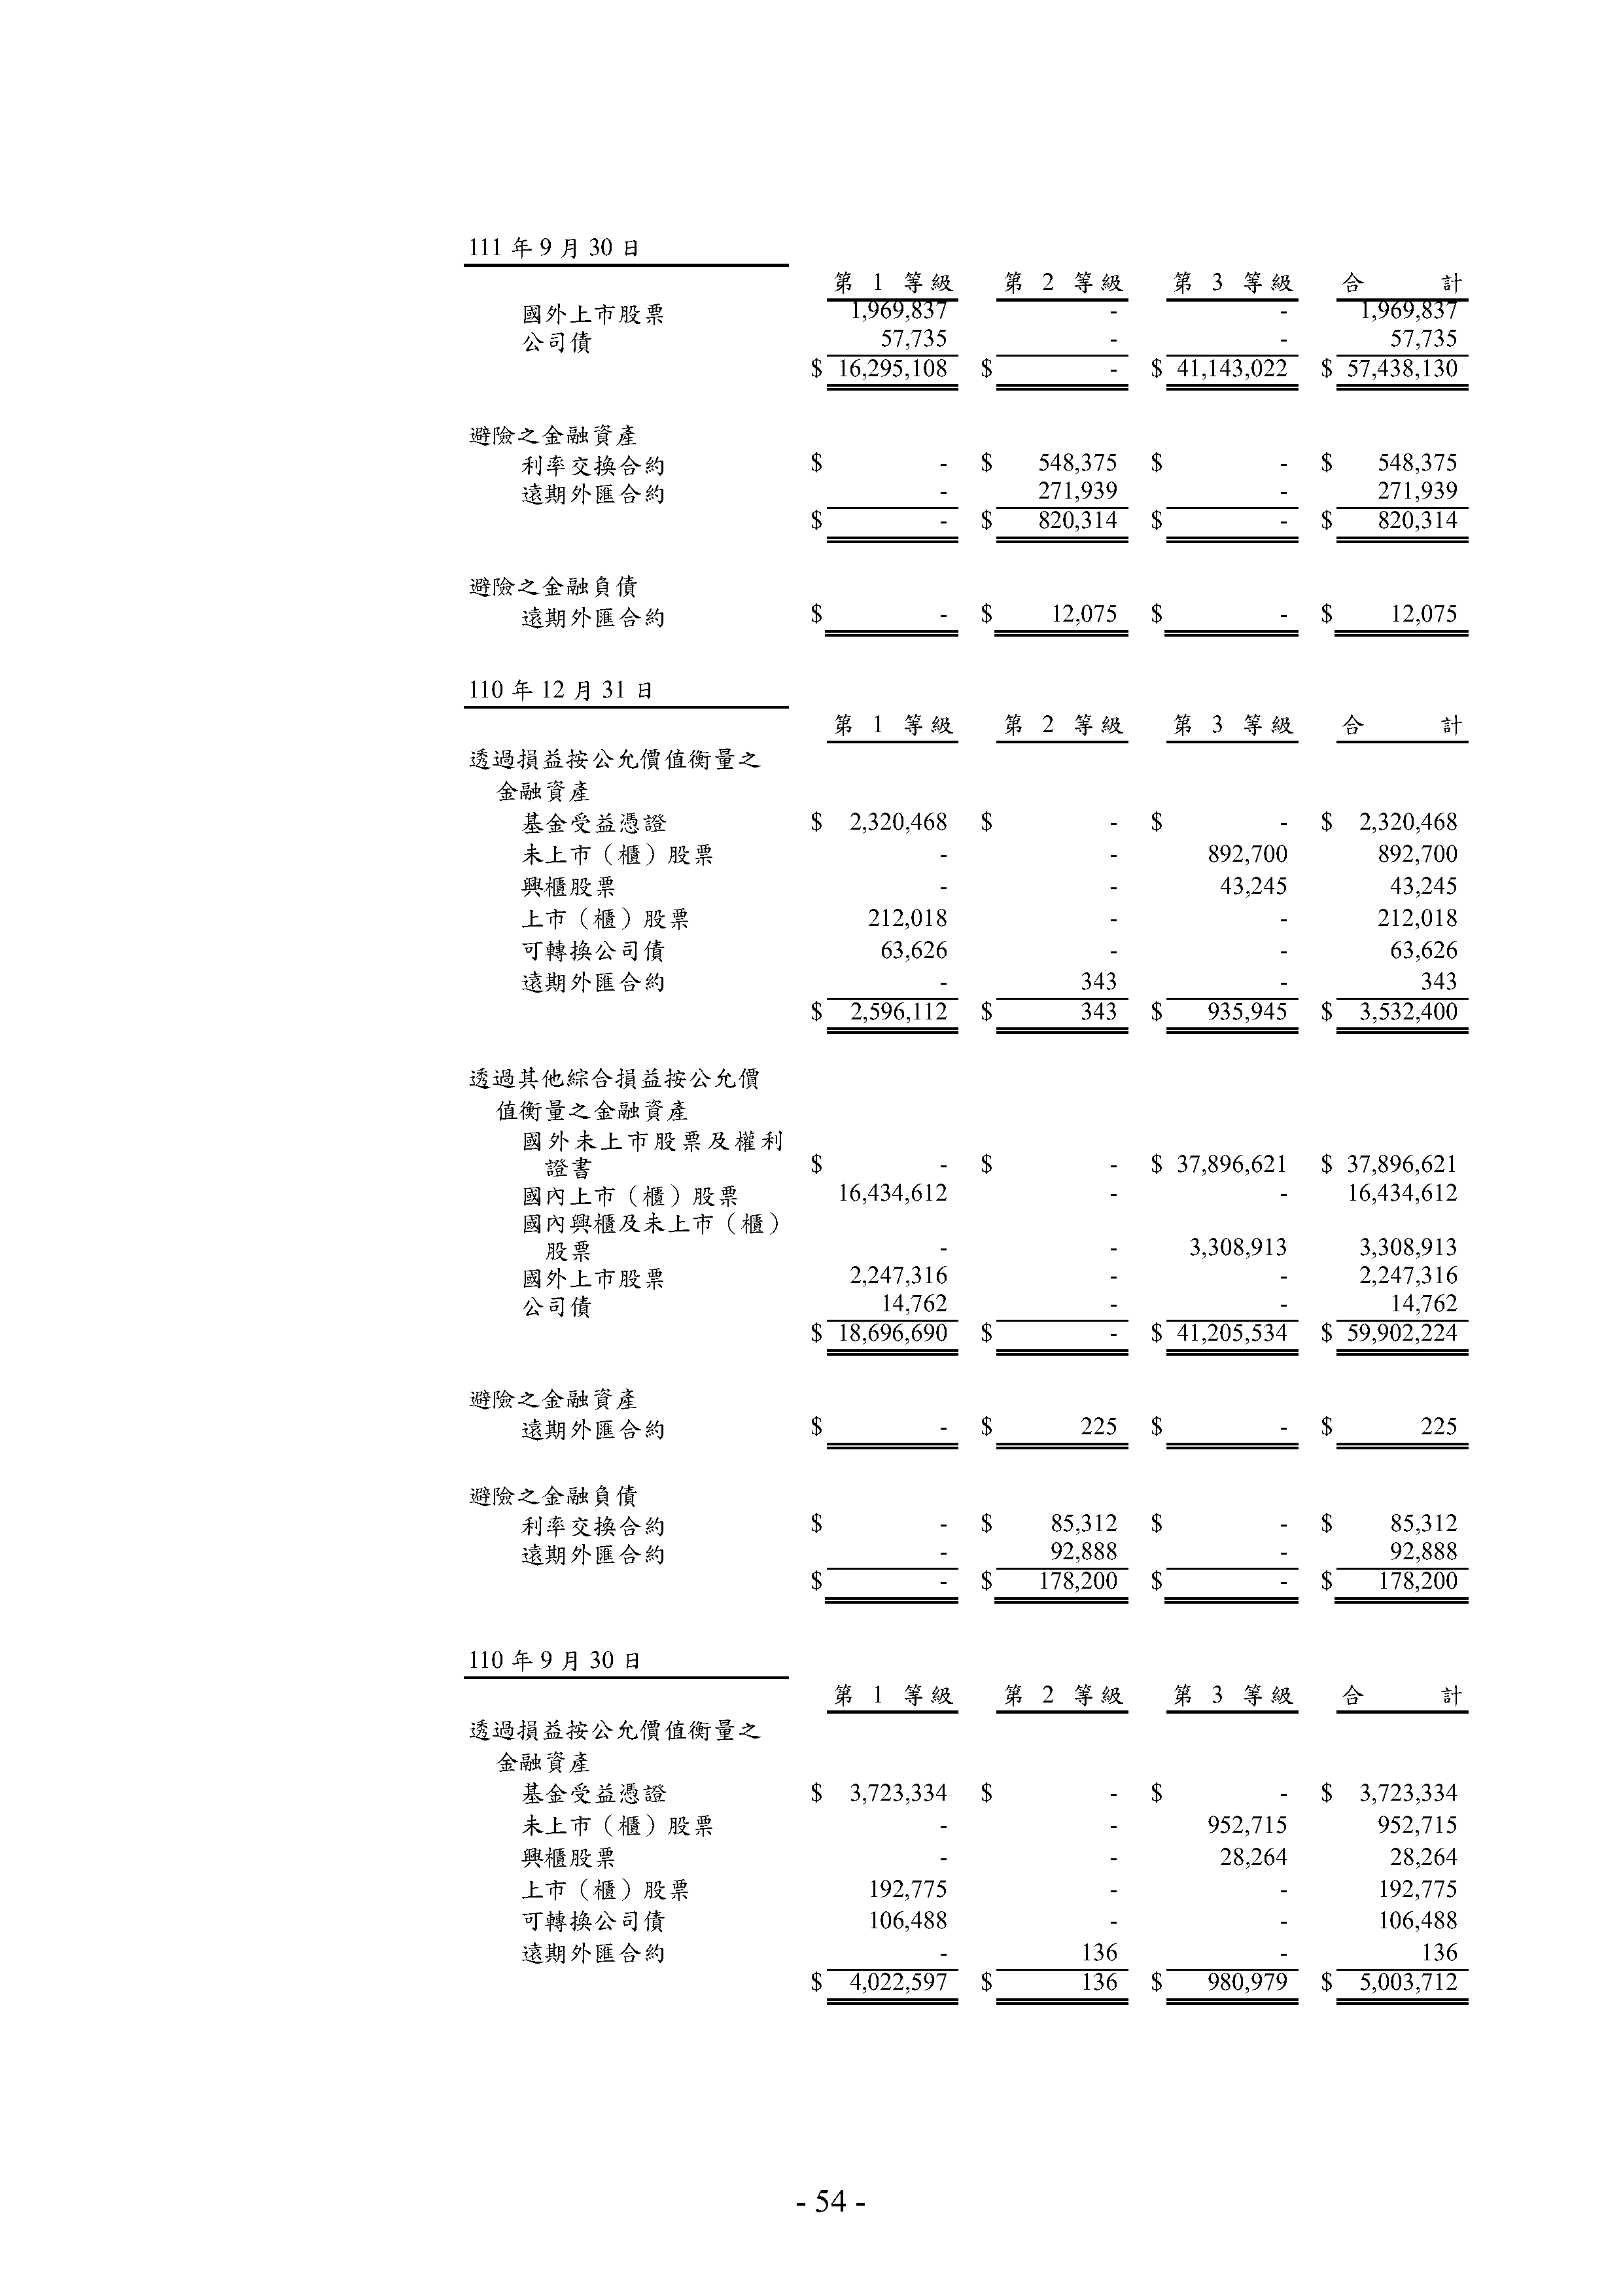 111 年 9 月 30 日
第 1 等級 第 2 等級 第 3 等級 合 計
國外上市股票 1,969,837 - - 1,969,837
公司債 57,735 - - 57,735
$ 16,295,108 $ - $ 41,143,022 $ 57,438,130
避險之金融資產
利率交換合約 $ - $ 548,375 $ - $ 548,375
遠期外匯合約 - 271,939 - 271,939
$ - $ 820,314 $ - $ 820,314
避險之金融負債
遠期外匯合約 $ - $ 12,075 $ - $ 12,075
110 年 12 月 31 日
第 1 等級 第 2 等級 第 3 等級 合 計
透過損益按公允價值衡量之
金融資產
基金受益憑證 $ 2,320,468 $ - $ - $ 2,320,468
未上市（櫃）股票 - - 892,700 892,700
興櫃股票 - - 43,245 43,245
上市（櫃）股票 212,018 - - 212,018
可轉換公司債 63,626 - - 63,626
遠期外匯合約 - 343 - 343
$ 2,596,112 $ 343 $ 935,945 $ 3,532,400
透過其他綜合損益按公允價
值衡量之金融資產
國外未上市股票及權利
證書 $ - $ - $ 37,896,621 $ 37,896,621
國內上市（櫃）股票 16,434,612 - - 16,434,612
國內興櫃及未上市（櫃）
股票 - - 3,308,913 3,308,913
國外上市股票 2,247,316 - - 2,247,316
公司債 14,762 - - 14,762
$ 18,696,690 $ - $ 41,205,534 $ 59,902,224
避險之金融資產
遠期外匯合約 $ - $ 225 $ - $ 225
避險之金融負債
利率交換合約 $ - $ 85,312 $ - $ 85,312
遠期外匯合約 - 92,888 - 92,888
$ - $ 178,200 $ - $ 178,200
110 年 9 月 30 日
第 1 等級 第 2 等級 第 3 等級 合 計
透過損益按公允價值衡量之
金融資產
基金受益憑證 $ 3,723,334 $ - $ - $ 3,723,334
未上市（櫃）股票 - - 952,715 952,715
興櫃股票 - - 28,264 28,264
上市（櫃）股票 192,775 - - 192,775
可轉換公司債 106,488 - - 106,488
遠期外匯合約 - 136 - 136
$ 4,022,597 $ 136 $ 980,979 $ 5,003,712
- 54 -